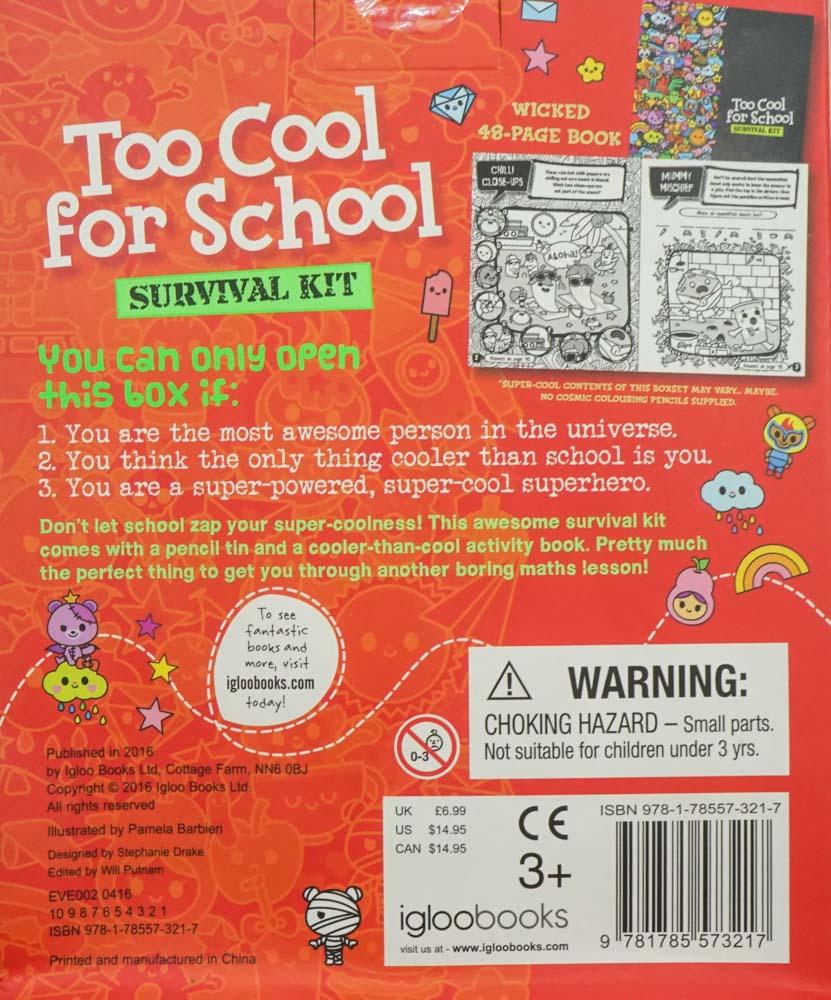 Too Cool
for School
SURVIVAL KIT
WICKED
48-PAGE BOOK
Too Cool
for School
SURVIVAL KIT
CHILLI
CLOSE-UPS
ALOHA!
MUMMY
MISCHIEF
*SUPER-COOL CONTENTS OF THIS BOXSET MAY VARY... MAYBE.
NO COSMIC COLOURING PENCILS SUPPLIED.
You can only open
this box if:
1. You are the most awesome person in the universe.
2. You think the only thing cooler than school is you.
3. You are a super-powered, super-cool superhero.
Don't let school zap your super-coolness! This awesome survival kit
comes with a pencil tin and a cooler-than-cool activity book. Pretty much
the perfect thing to get you through another boring maths lesson!
To see
fantastic
books and
more, visit
igloobooks.com
today!
WARNING:
CHOKING HAZARD – Small parts.
Not suitable for children under 3 yrs.
0-3
Published in 2016
by Igloo Books Ltd, Cottage Farm, NN6 0BJ
Copyright © 2016 Igloo Books Ltd.
All rights reserved
Illustrated by Pamela Barbieri
Designed by Stephanie Drake
Edited by Will Putnam
EVE002 0416
10 9 8 7 6 5 4 3 2 1
ISBN 978-1-78557-321-7
Printed and manufactured in China
UK £6.99
US $14.95
CAN $14.95
CE
3+
igloobooks
visit us at - www.igloobooks.com
ISBN 978-1-78557-321-7
9 781785 573217